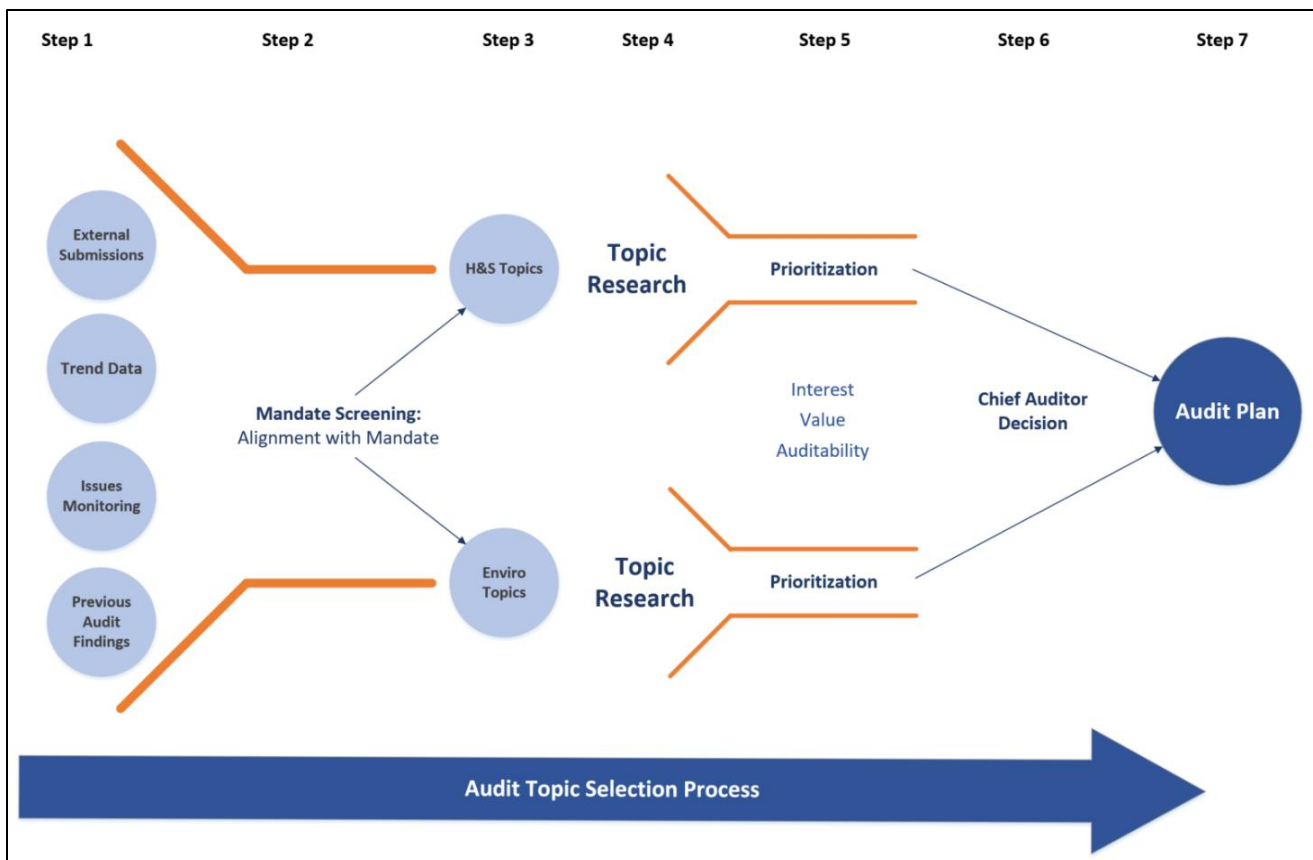 Step 1
Step 2
Step 3
Step 4
Step 5
Step 6
Step 7
External
Submissions
Trend Data
Issues
Monitoring
Previous
Audit
Findings
Mandate Screening:
Alignment with Mandate
H&S Topics
Enviro
Topics
Topic
Research
Topic
Research
Prioritization
Interest
Value
Auditability
Prioritization
Chief Auditor
Decision
Audit Plan
Audit Topic Selection Process